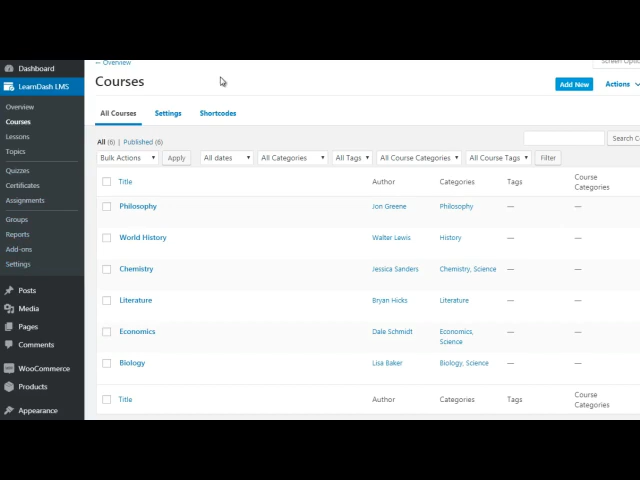 Dashboard
← Overview
LearnDash LMS
Courses
Add New
Actions
Overview
Courses
All Courses
Settings
Shortcodes
Lessons
Topics
All (6) | Published (6)
Search C
Bulk Actions
Apply
All dates
All Categories
All Tags
All Course Categories
All Course Tags
Filter
Quizzes
Certificates
Title
Author
Categories
Tags
Course
Categories
Assignments
Philosophy
Jon Greene
Philosophy
—
—
Groups
Reports
World History
Walter Lewis
History
—
—
Add-ons
Settings
Chemistry
Jessica Sanders
Chemistry, Science
—
—
Posts
Media
Literature
Bryan Hicks
Literature
—
—
Pages
Comments
Economics
Dale Schmidt
Economics,
Science
—
—
WooCommerce
Biology
Lisa Baker
Biology, Science
—
—
Products
Title
Author
Categories
Tags
Course
Categories
Appearance